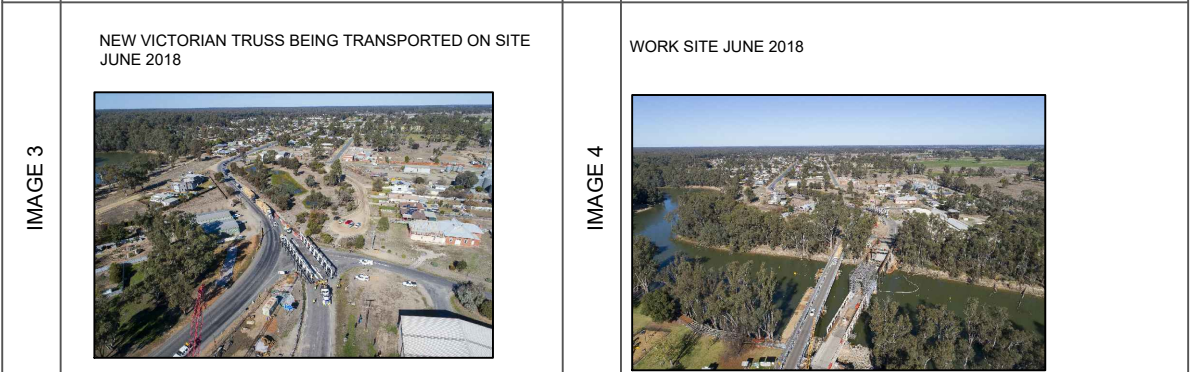 IMAGE 3
NEW VICTORIAN TRUSS BEING TRANSPORTED ON SITE
JUNE 2018
IMAGE 4
WORK SITE JUNE 2018